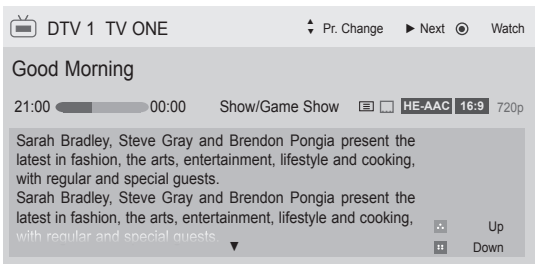 DTV 1 TV ONE Pr. Change Next Watch
Good Morning
21:00 00:00 Show/Game Show HE-AAC 16:9 720p
Sarah Bradley, Steve Gray and Brendon Pongia present the
latest in fashion, the arts, entertainment, lifestyle and cooking,
with regular and special guests.
Sarah Bradley, Steve Gray and Brendon Pongia present the
latest in fashion, the arts, entertainment, lifestyle and cooking,
with regular and special guests.
Up
Down